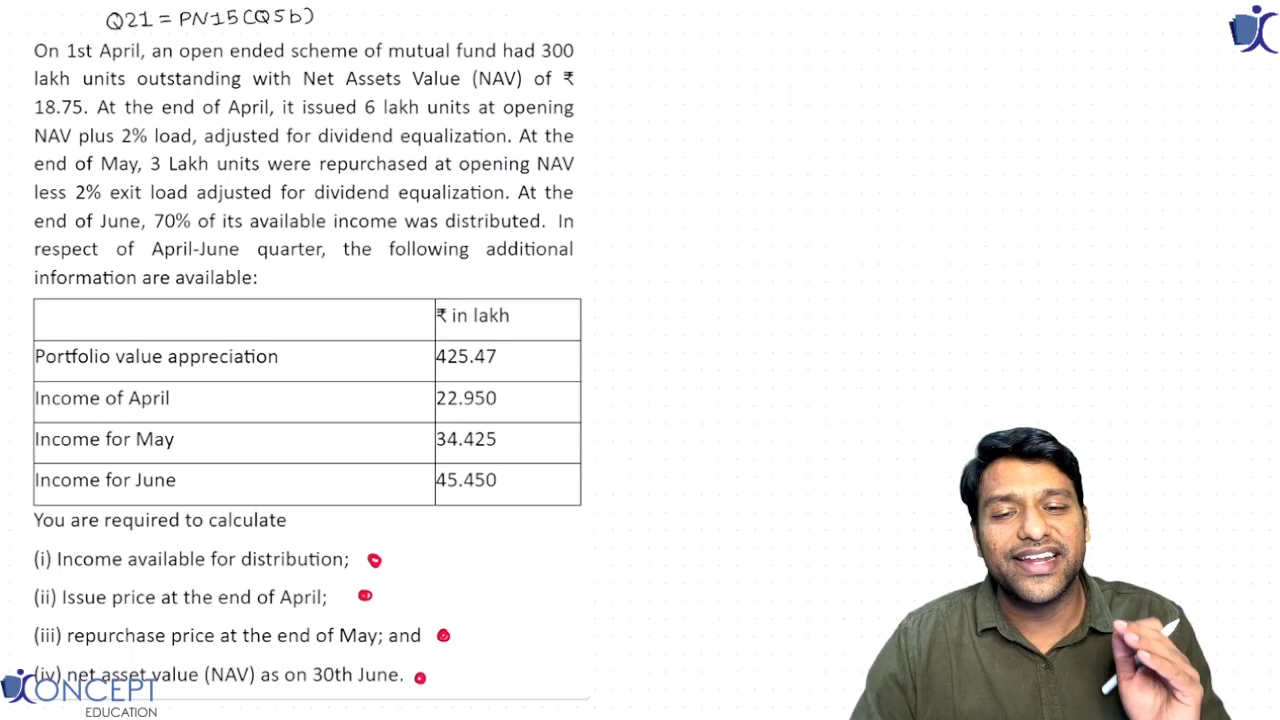 Q21 = PN15(Q5b)
On 1st April, an open ended scheme of mutual fund had 300
lakh units outstanding with Net Assets Value (NAV) of ₹
18.75. At the end of April, it issued 6 lakh units at opening
NAV plus 2% load, adjusted for dividend equalization. At the
end of May, 3 Lakh units were repurchased at opening NAV
less 2% exit load adjusted for dividend equalization. At the
end of June, 70% of its available income was distributed. In
respect of April-June quarter, the following additional
information are available:
₹ in lakh
Portfolio value appreciation 425.47
Income of April 22.950
Income for May 34.425
Income for June 45.450
You are required to calculate
(i) Income available for distribution;
(ii) Issue price at the end of April;
(iii) repurchase price at the end of May; and
(iv) net asset value (NAV) as on 30th June.
CONCEPT
EDUCATION